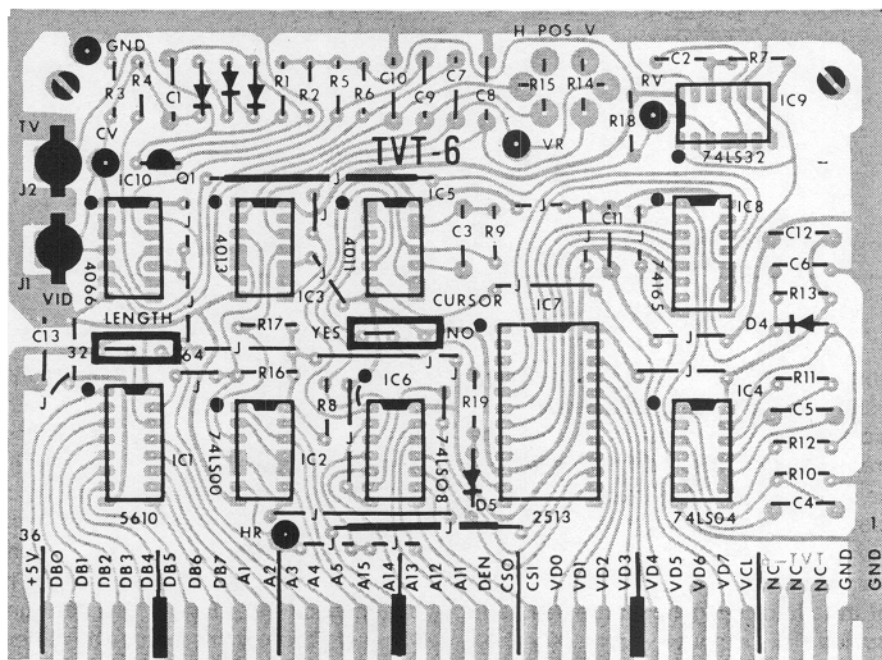 H POS V
GND
R3
R4
C1
R1
R2
R5
R6
C10
C9
C7
C8
R15
R14
RV
C2
R7
R18
IC9
VR
74LS32
TV
CV
TVT-6
J2
IC10
Q1
J
IC5
J
IC8
J1
4066
4013
J
4011
C3
R9
C11
J
74165
C12
C6
R13
D4
VID
IC3
CURSOR
J
IC7
C13
LENGTH
R17
YES
NO
32
64
J
J
J
J
J
R16
IC6
J
R11
IC4
R8
J
J
R19
C5
R12
R10
C4
IC1
74LS00
IC2
74LS08
D5
5610
J
2513
74LS04
HR
J
J
36
1
+5V
DB0
DB1
DB2
DB3
DB4
DB5
DB6
DB7
A1
A2
A3
A4
A5
A15
A14
A13
A12
A11
DEN
CSO
CSI
VD0
VD1
VD2
VD3
VD4
VD5
VD6
VD7
VCL
NC
NC
NC
GND
GND
-TVT